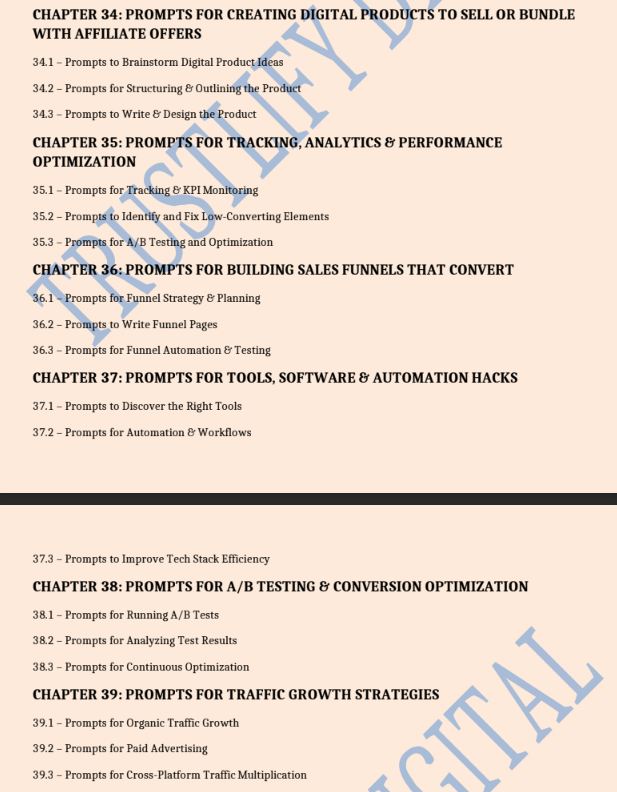 CHAPTER 34: PROMPTS FOR CREATING DIGITAL PRODUCTS TO SELL OR BUNDLE
WITH AFFILIATE OFFERS
34.1 – Prompts to Brainstorm Digital Product Ideas
34.2 – Prompts for Structuring & Outlining the Product
34.3 – Prompts to Write & Design the Product
CHAPTER 35: PROMPTS FOR TRACKING, ANALYTICS & PERFORMANCE
OPTIMIZATION
35.1 – Prompts for Tracking & KPI Monitoring
35.2 – Prompts to Identify and Fix Low-Converting Elements
35.3 – Prompts for A/B Testing and Optimization
CHAPTER 36: PROMPTS FOR BUILDING SALES FUNNELS THAT CONVERT
36.1 – Prompts for Funnel Strategy & Planning
36.2 – Prompts to Write Funnel Pages
36.3 – Prompts for Funnel Automation & Testing
CHAPTER 37: PROMPTS FOR TOOLS, SOFTWARE & AUTOMATION HACKS
37.1 – Prompts to Discover the Right Tools
37.2 – Prompts for Automation & Workflows
TRUSTLIFY D
37.3 – Prompts to Improve Tech Stack Efficiency
CHAPTER 38: PROMPTS FOR A/B TESTING & CONVERSION OPTIMIZATION
38.1 – Prompts for Running A/B Tests
38.2 – Prompts for Analyzing Test Results
38.3 – Prompts for Continuous Optimization
CHAPTER 39: PROMPTS FOR TRAFFIC GROWTH STRATEGIES
39.1 – Prompts for Organic Traffic Growth
39.2 – Prompts for Paid Advertising
39.3 – Prompts for Cross-Platform Traffic Multiplication
IGITAL